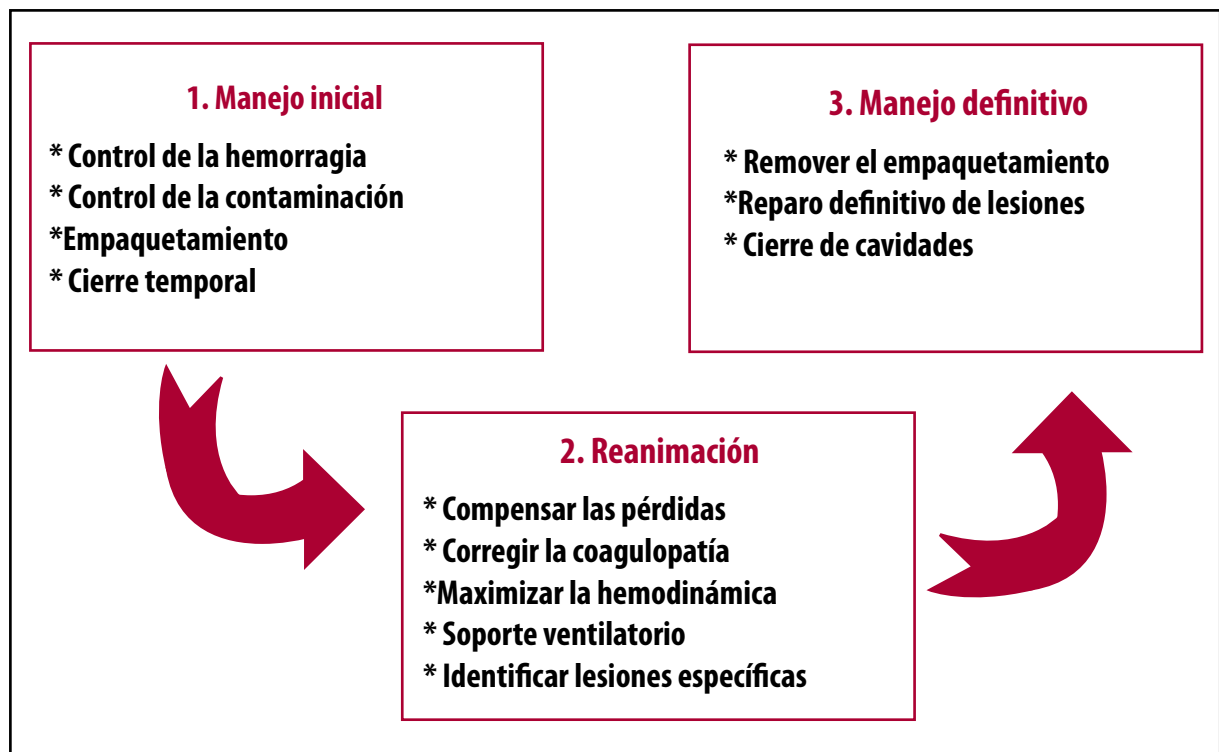 1. Manejo inicial
* Control de la hemorragia
* Control de la contaminación
*Empaquetamiento
* Cierre temporal
2. Reanimación
* Compensar las pérdidas
* Corregir la coagulopatía
*Maximizar la hemodinámica
* Soporte ventilatorio
* Identificar lesiones específicas
3. Manejo definitivo
* Remover el empaquetamiento
*Reparo definitivo de lesiones
* Cierre de cavidades